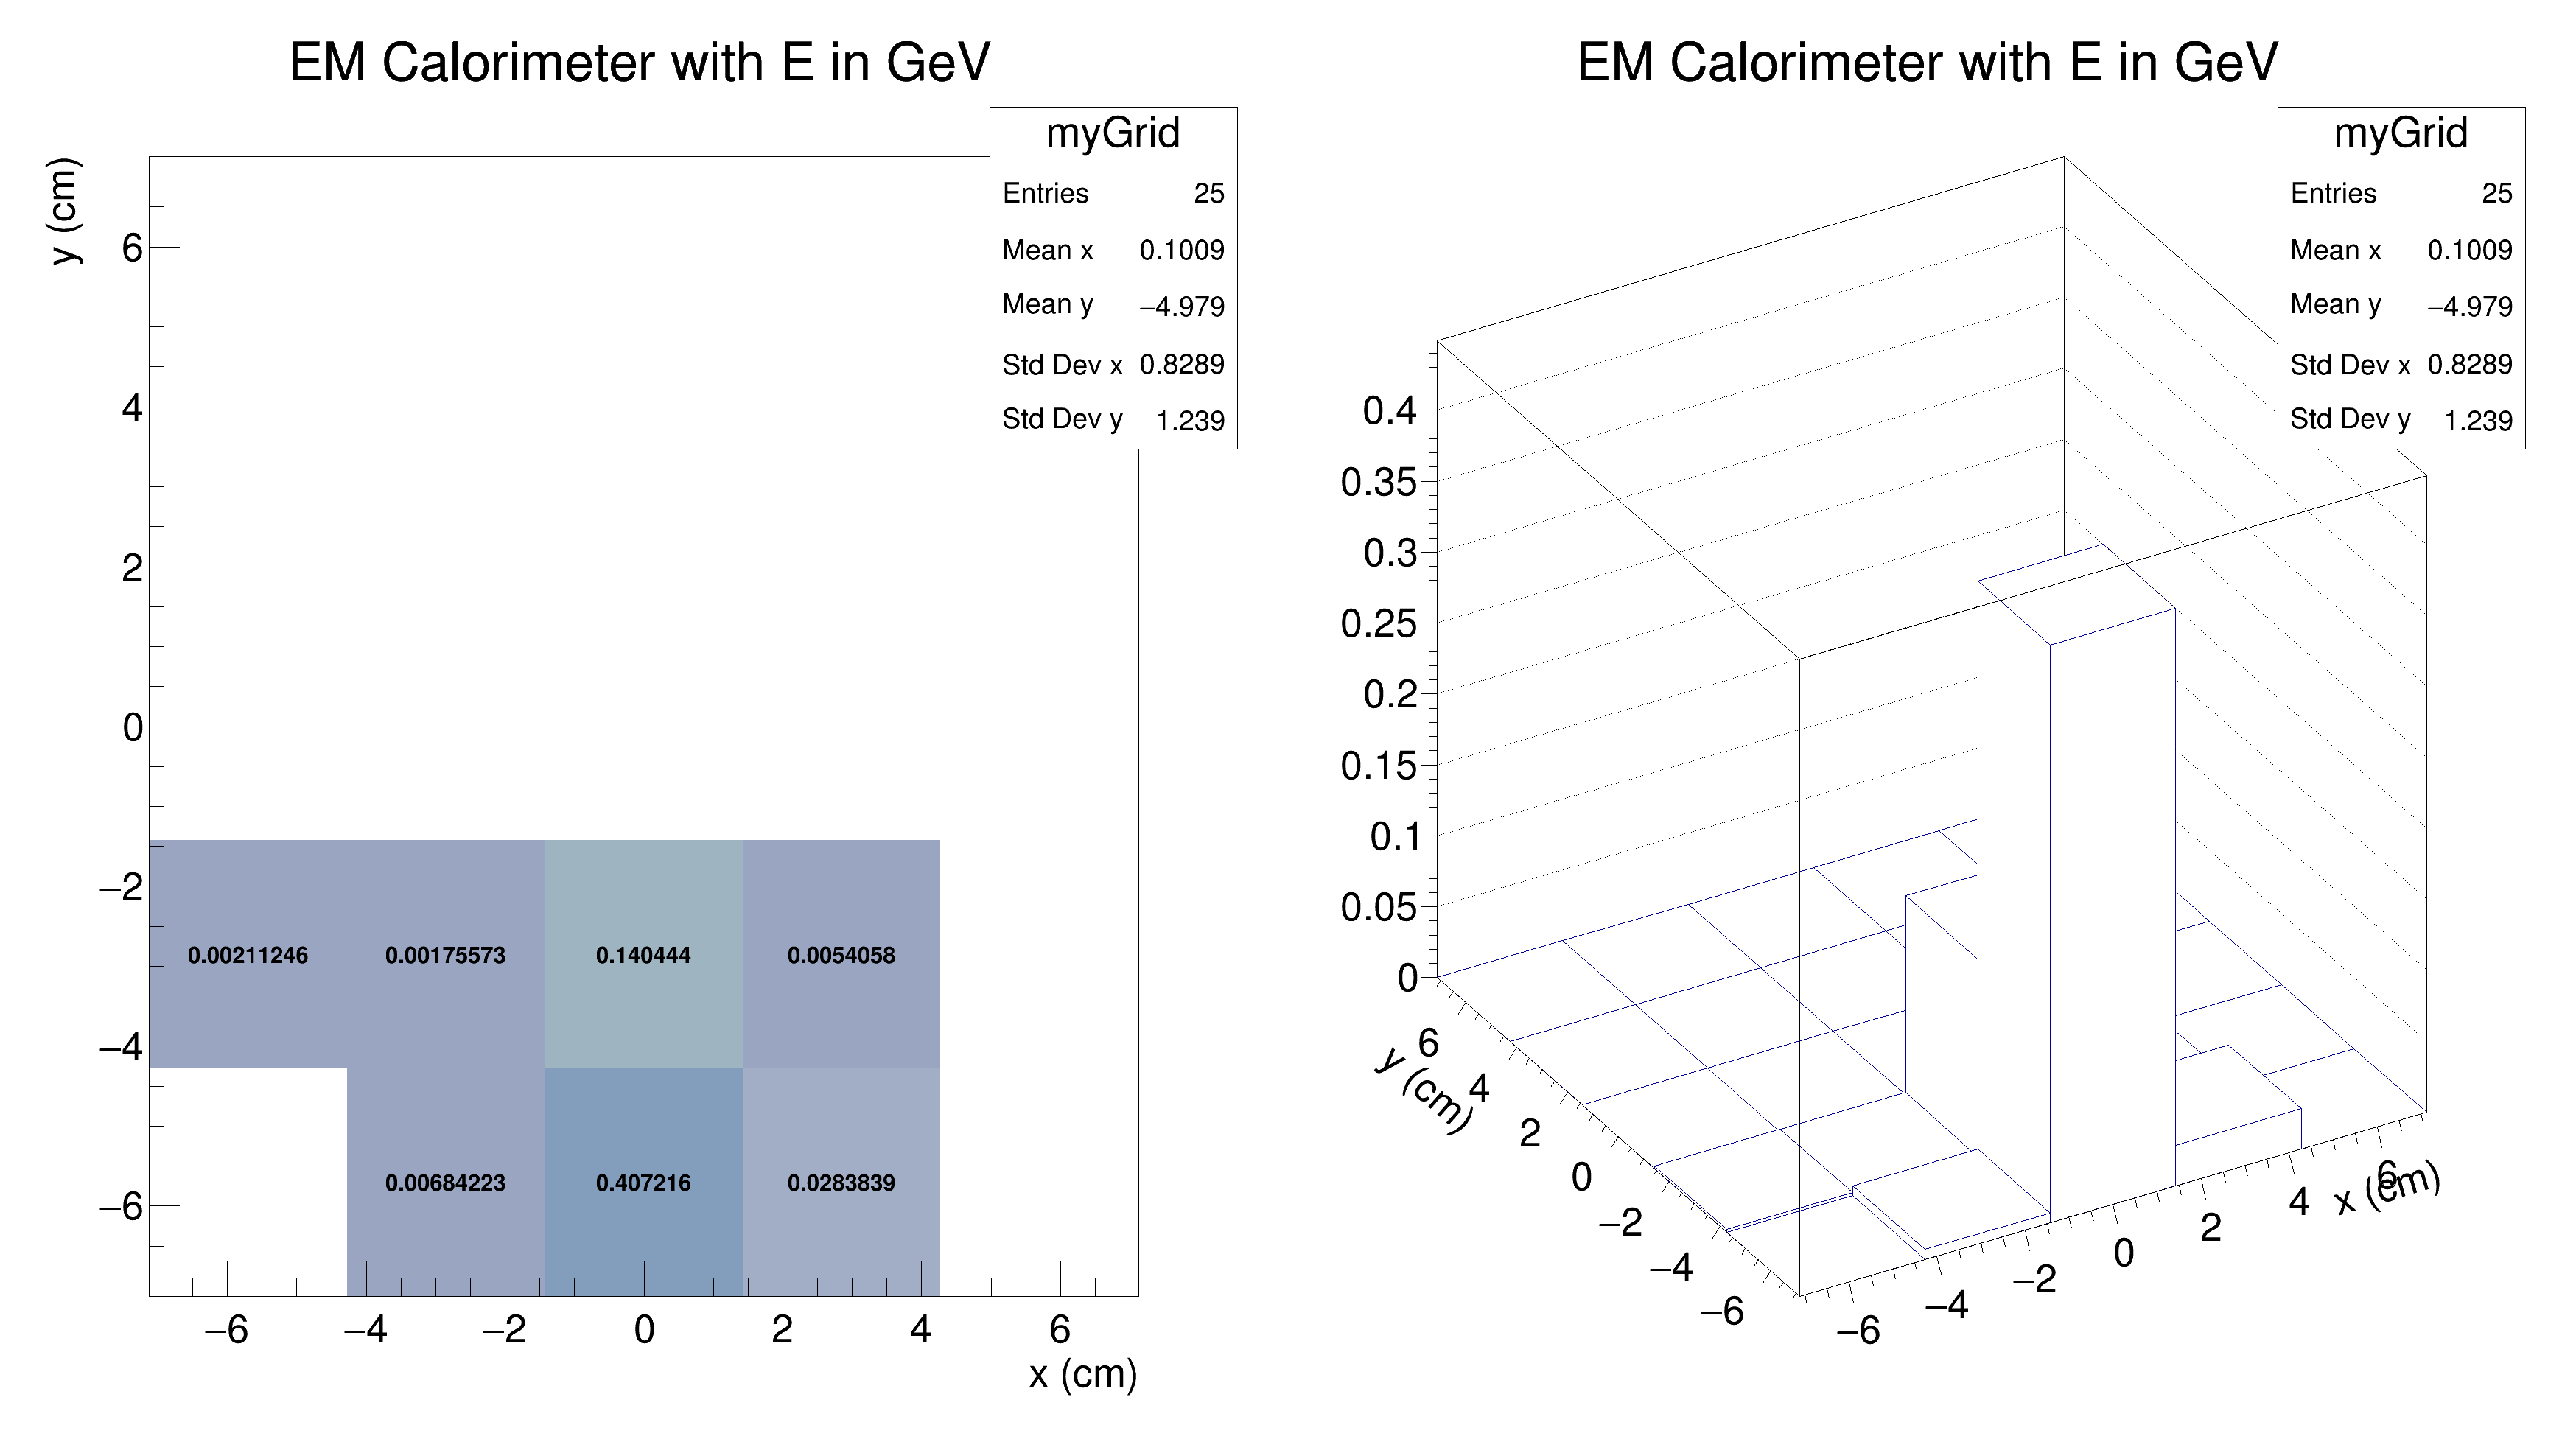 EM Calorimeter with E in GeV
myGrid
Entries 25
Mean x 0.1009
Mean y −4.979
Std Dev x 0.8289
Std Dev y 1.239
y (cm)
6
4
2
0
−2
−4
−6
0.00211246 0.00175573 0.140444 0.0054058
0.00684223 0.407216 0.0283839
−6 −4 −2 0 2 4 6
x (cm)
EM Calorimeter with E in GeV
myGrid
Entries 25
Mean x 0.1009
Mean y −4.979
Std Dev x 0.8289
Std Dev y 1.239
0.4
0.35
0.3
0.25
0.2
0.15
0.1
0.05
0
y (cm)
6
4
2
0
−2
−4
−6
−6 −4 −2 0 2 4 6
x (cm)